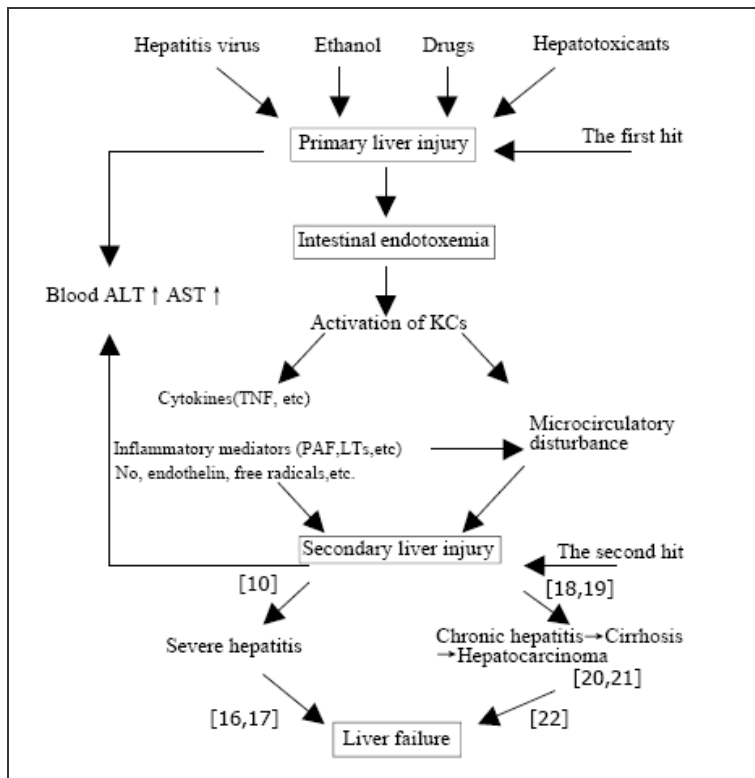 Hepatitis virus Ethanol Drugs Hepatotoxicants
Primary liver injury
The first hit
Intestinal endotoxemia
Blood ALT ↑ AST ↑
Activation of KCs
Cytokines(TNF, etc)
Microcirculatory
disturbance
Inflammatory mediators (PAF,LTs,etc)
No, endothelin, free radicals,etc.
Secondary liver injury
The second hit
[10]
[18,19]
Severe hepatitis
Chronic hepatitis→Cirrhosis
→Hepatocarcinoma
[20,21]
[16,17]
[22]
Liver failure